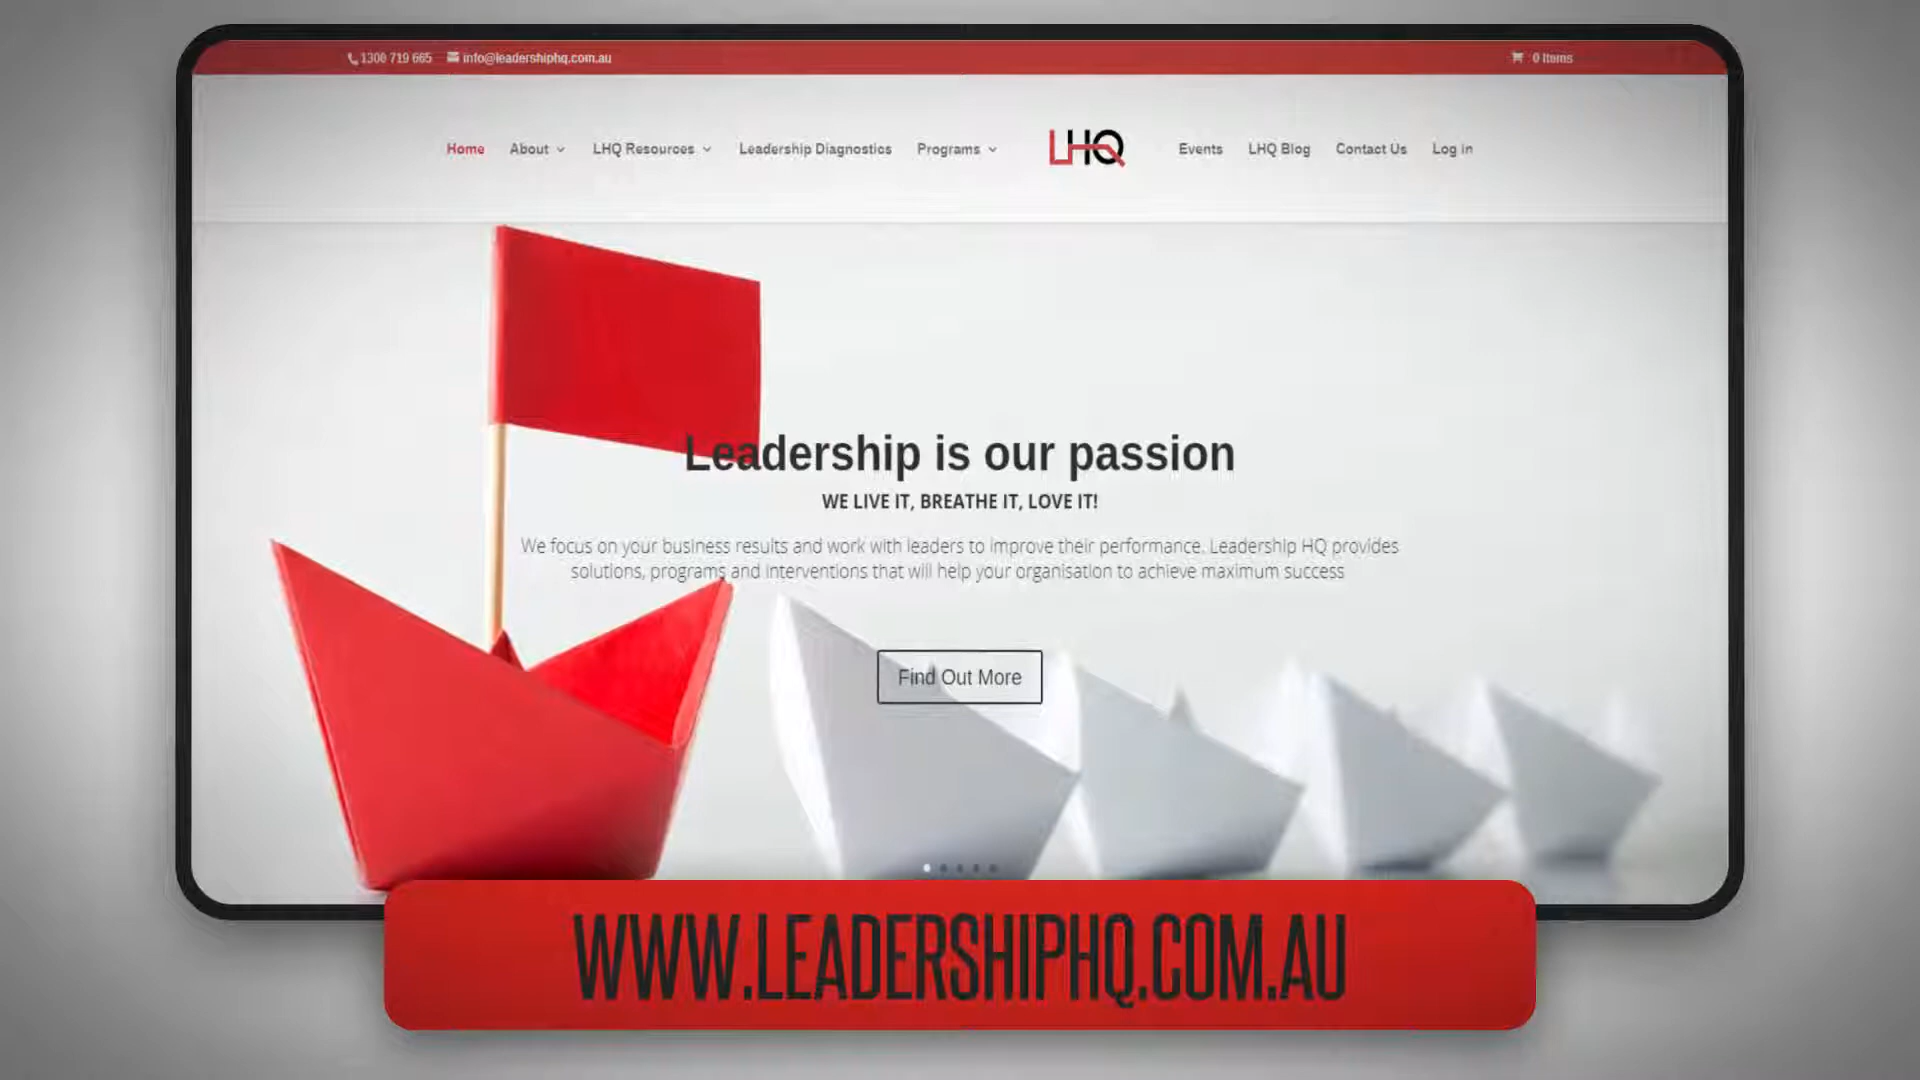 1300 719 665 info@leadershiphq.com.au 0 Items
Home About LHQ Resources Leadership Diagnostics Programs LHQ Events LHQ Blog Contact Us Log in
Leadership is our passion
WE LIVE IT, BREATHE IT, LOVE IT!
We focus on your business results and work with leaders to improve their performance. Leadership HQ provides
solutions, programs and interventions that will help your organisation to achieve maximum success
Find Out More
WWW.LEADERSHIPHQ.COM.AU